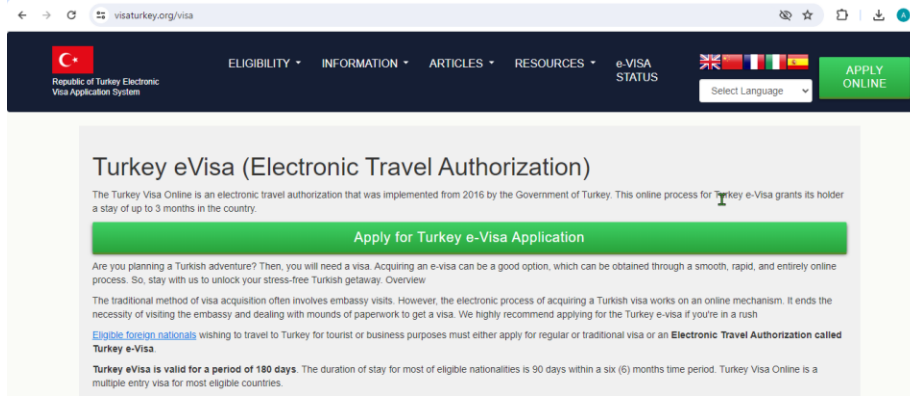 visaturkey.org/visa
A
Republic of Turkey Electronic
Visa Application System
ELIGIBILITY
INFORMATION
ARTICLES
RESOURCES
e-VISA
STATUS
Select Language
APPLY
ONLINE
Turkey eVisa (Electronic Travel Authorization)
The Turkey Visa Online is an electronic travel authorization that was implemented from 2016 by the Government of Turkey. This online process for Turkey e-Visa grants its holder
a stay of up to 3 months in the country.
Apply for Turkey e-Visa Application
Are you planning a Turkish adventure? Then, you will need a visa. Acquiring an e-visa can be a good option, which can be obtained through a smooth, rapid, and entirely online
process. So, stay with us to unlock your stress-free Turkish getaway. Overview
The traditional method of visa acquisition often involves embassy visits. However, the electronic process of acquiring a Turkish visa works on an online mechanism. It ends the
necessity of visiting the embassy and dealing with mounds of paperwork to get a visa. We highly recommend applying for the Turkey e-visa if you're in a rush
Eligible foreign nationals wishing to travel to Turkey for tourist or business purposes must either apply for regular or traditional visa or an Electronic Travel Authorization called
Turkey e-Visa.
Turkey eVisa is valid for a period of 180 days. The duration of stay for most of eligible nationalities is 90 days within a six (6) months time period. Turkey Visa Online is a
multiple entry visa for most eligible countries.